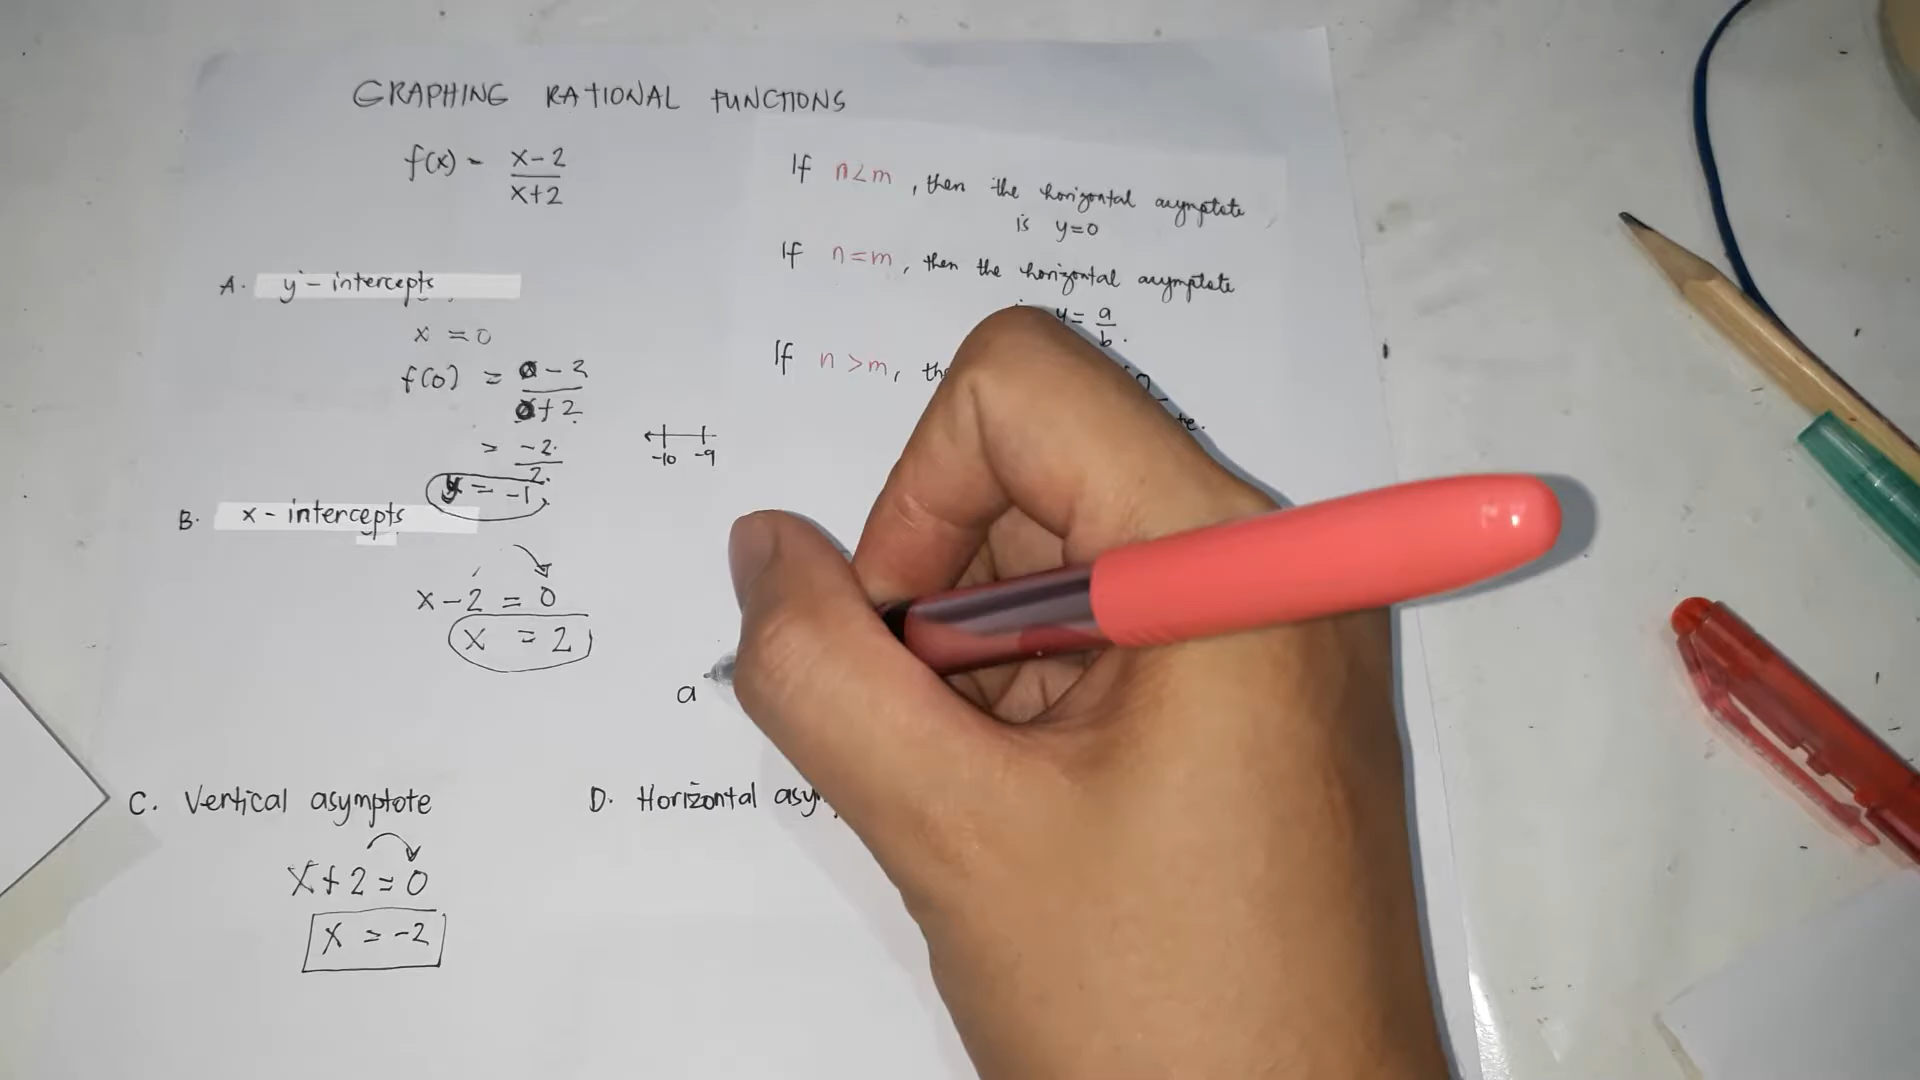 GRAPHING RATIONAL FUNCTIONS
f(x) - x-2
x+2
A. y - intercepts
x = 0
f(0) = 0 - 2
0 + 2
= -2
2
y = -1
B. x - intercepts
x - 2 = 0
x = 2
If n<m, then the horizontal asymptote
is y=0
If n=m, then the horizontal asymptote
y = a
b.
If n >m,
-10 -9
a
C. Vertical asymptote
x + 2 = 0
x = -2
D. Horizontal